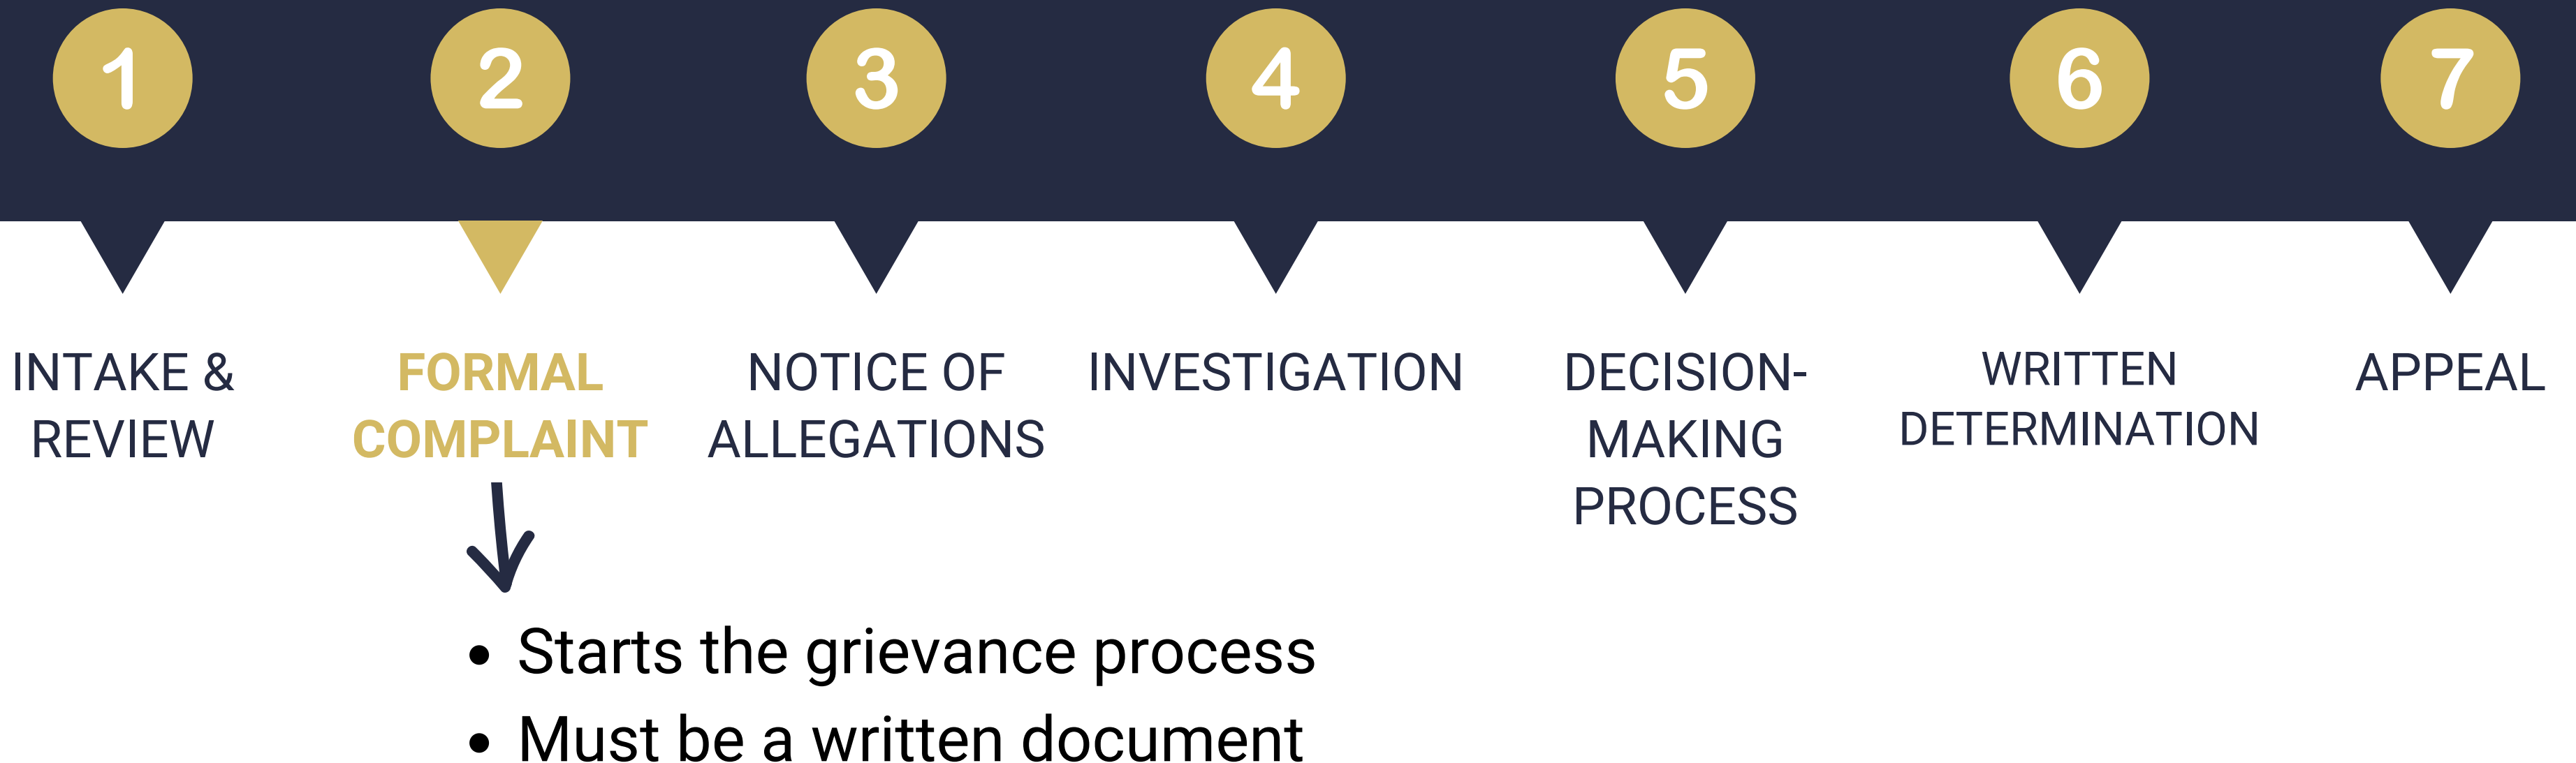 1
2
3
4
5
6
7
INTAKE &
REVIEW
FORMAL
COMPLAINT
NOTICE OF
ALLEGATIONS
INVESTIGATION
DECISION-
MAKING
PROCESS
WRITTEN
DETERMINATION
APPEAL
• Starts the grievance process
• Must be a written document